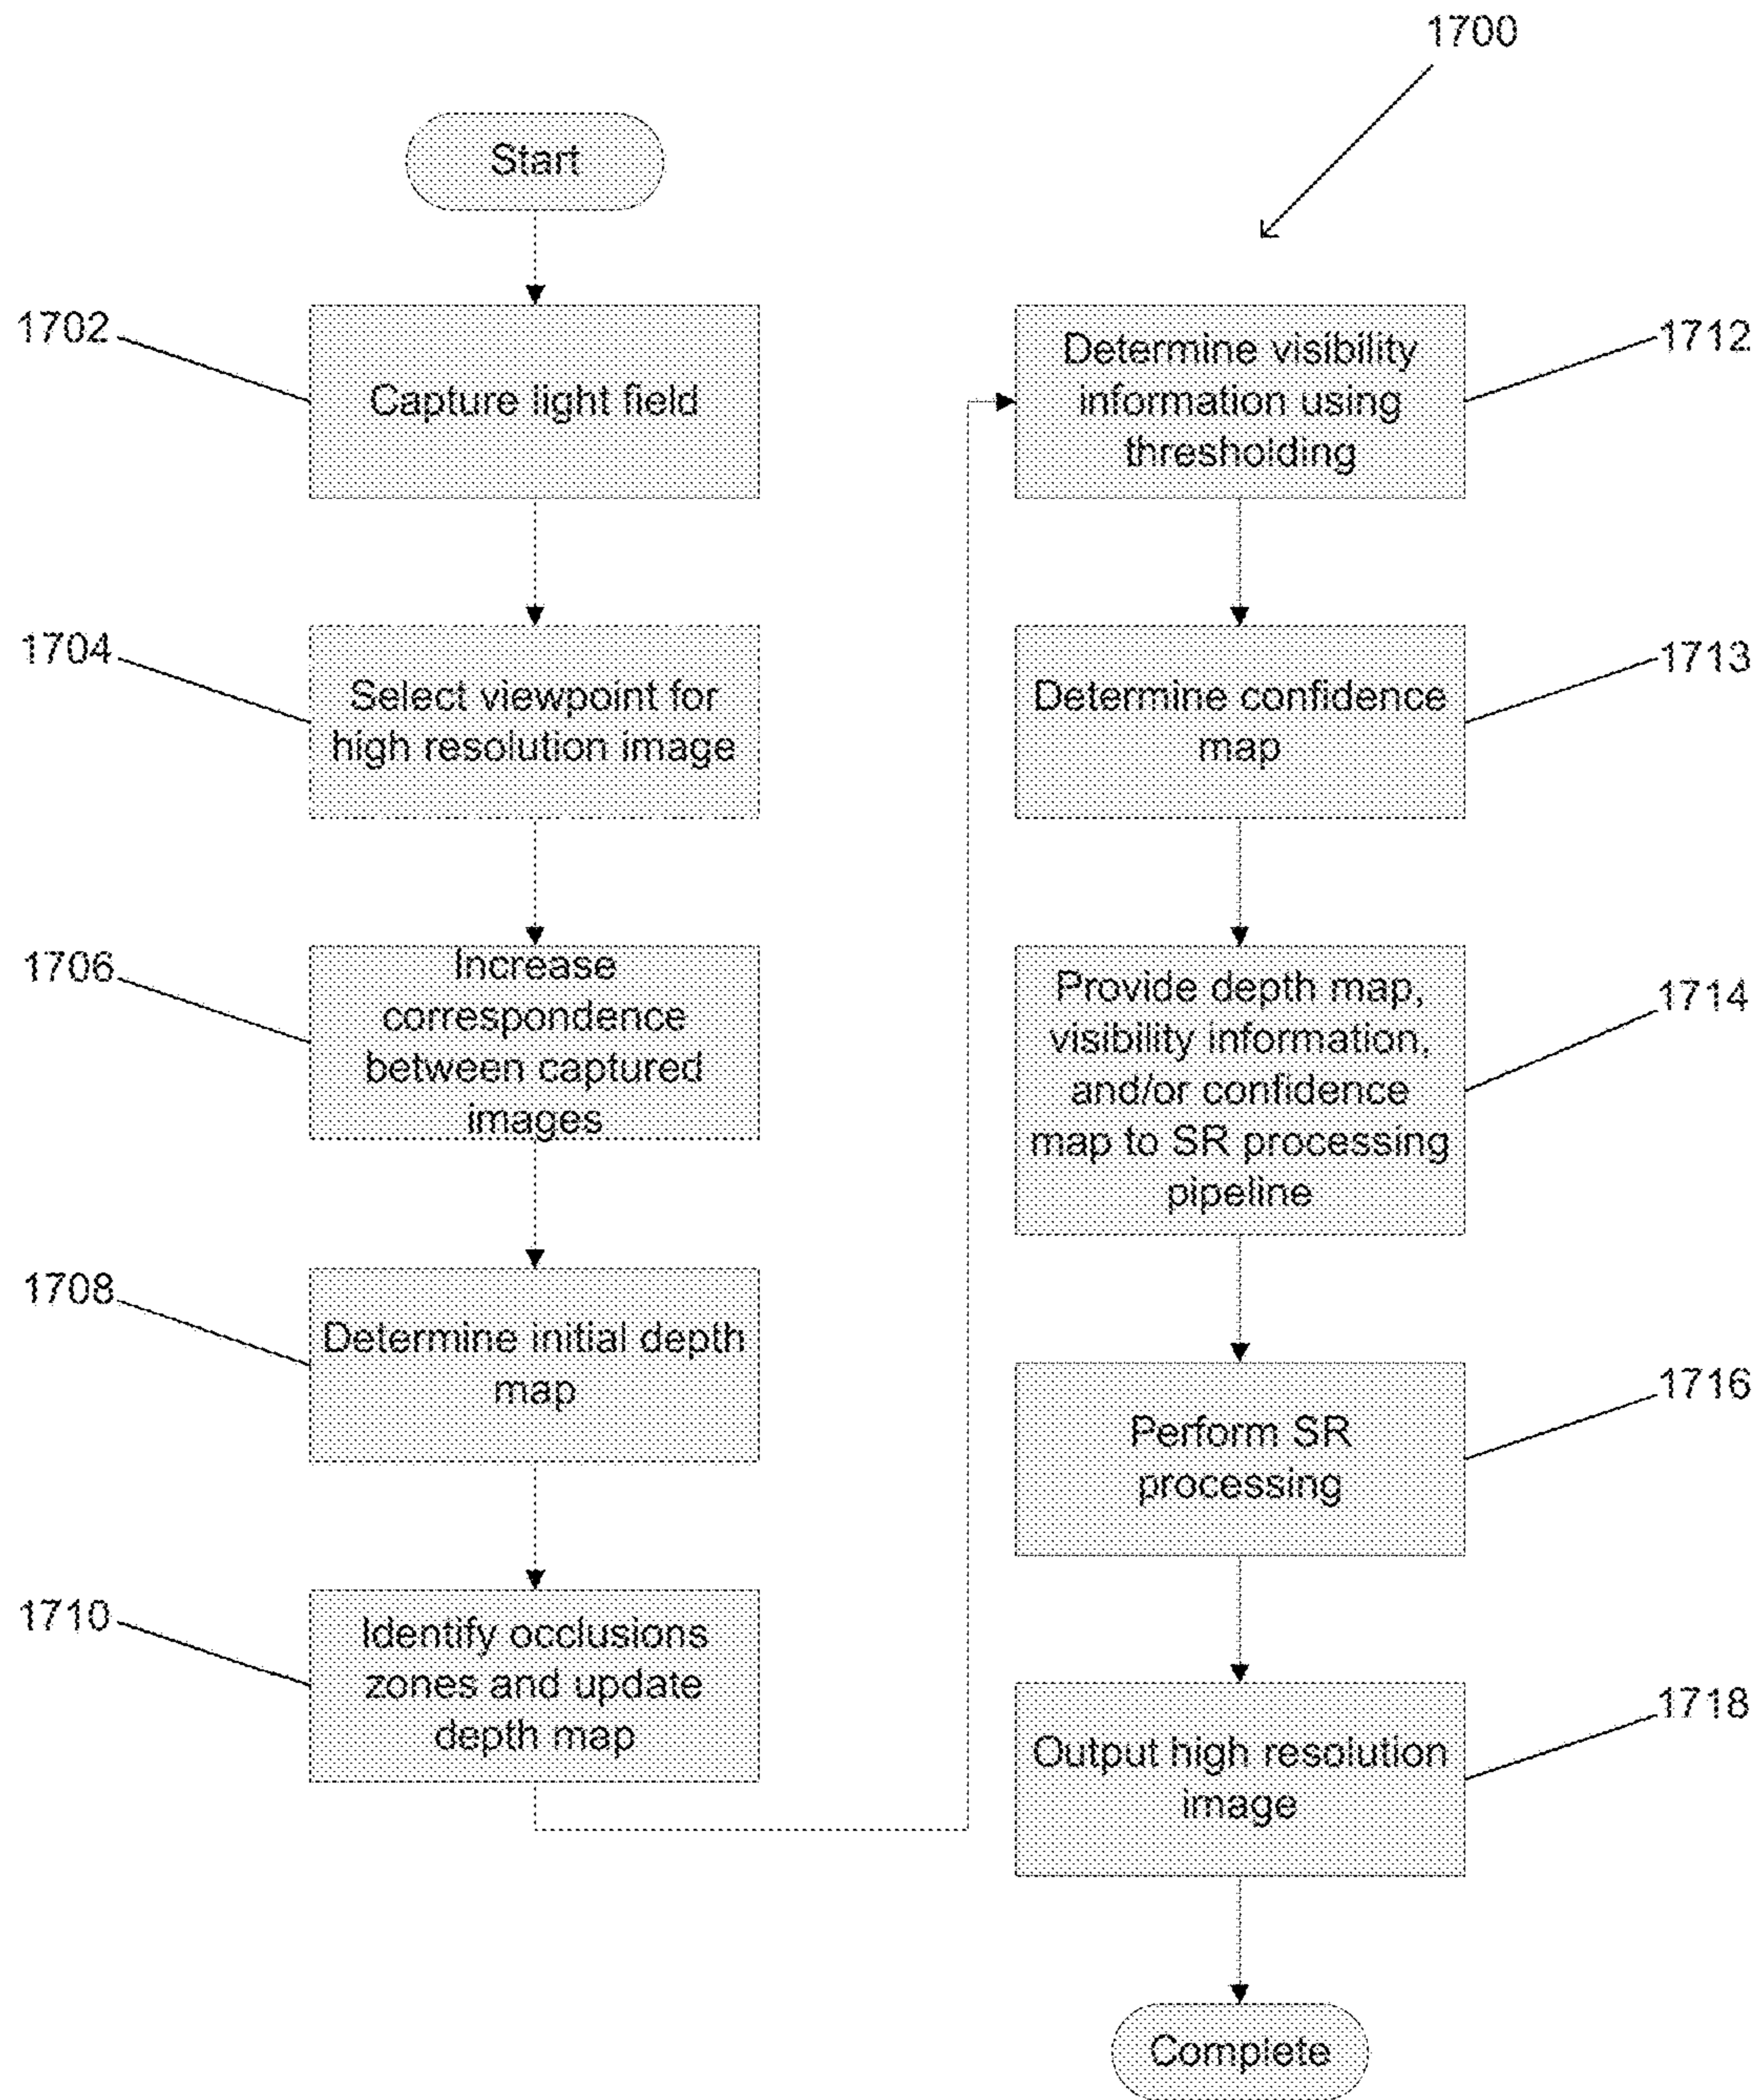 1700
Start
1702
Capture light field
1704
Select viewpoint for
high resolution image
1706
Increase
correspondence
between captured
images
1708
Determine initial depth
map
1710
Identify occlusions
zones and update
depth map
1712
Determine visibility
information using
thresholding
1713
Determine confidence
map
1714
Provide depth map,
visibility information,
and/or confidence
map to SR processing
pipeline
1716
Perform SR
processing
1718
Output high resolution
image
Complete